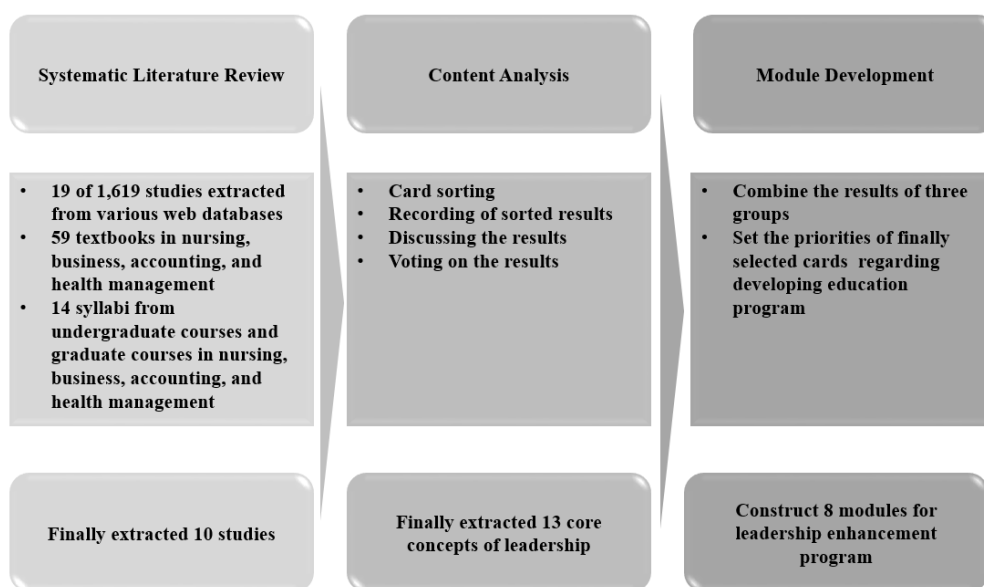 Systematic Literature Review
• 19 of 1,619 studies extracted
from various web databases
• 59 textbooks in nursing,
business, accounting, and
health management
• 14 syllabi from
undergraduate courses and
graduate courses in nursing,
business, accounting, and
health management
Finally extracted 10 studies
Content Analysis
• Card sorting
• Recording of sorted results
• Discussing the results
• Voting on the results
Finally extracted 13 core
concepts of leadership
Module Development
• Combine the results of three
groups
• Set the priorities of finally
selected cards regarding
developing education
program
Construct 8 modules for
leadership enhancement
program